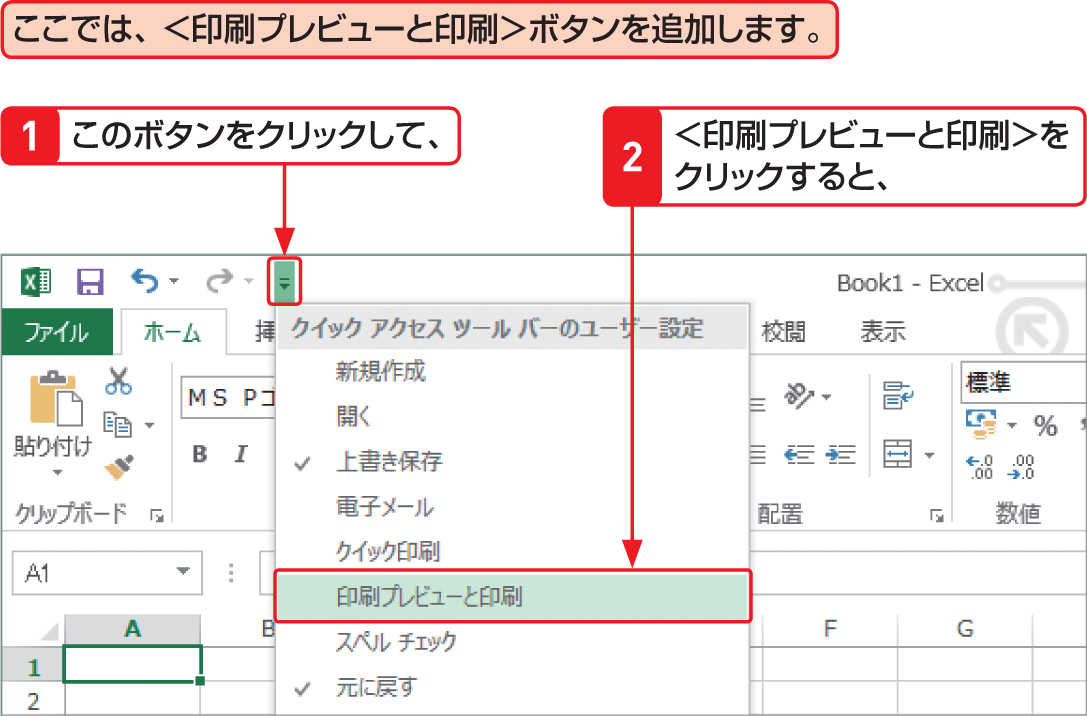 ここでは、<印刷プレビューと印刷>ボタンを追加します。
1 このボタンをクリックして、
2 <印刷プレビューと印刷>を
クリックすると、
Book1 - Excel
ファイル ホーム 挿 校閲 表示
クイック アクセス ツール バーのユーザー設定
新規作成
開く
上書き保存
電子メール
クイック印刷
印刷プレビューと印刷
スペル チェック
元に戻す
貼り付け
クリップボード
MS Pゴ
B I
標準
%
←.0 .00
.00 →.0
配置 数値
A1
A B F G
1
2